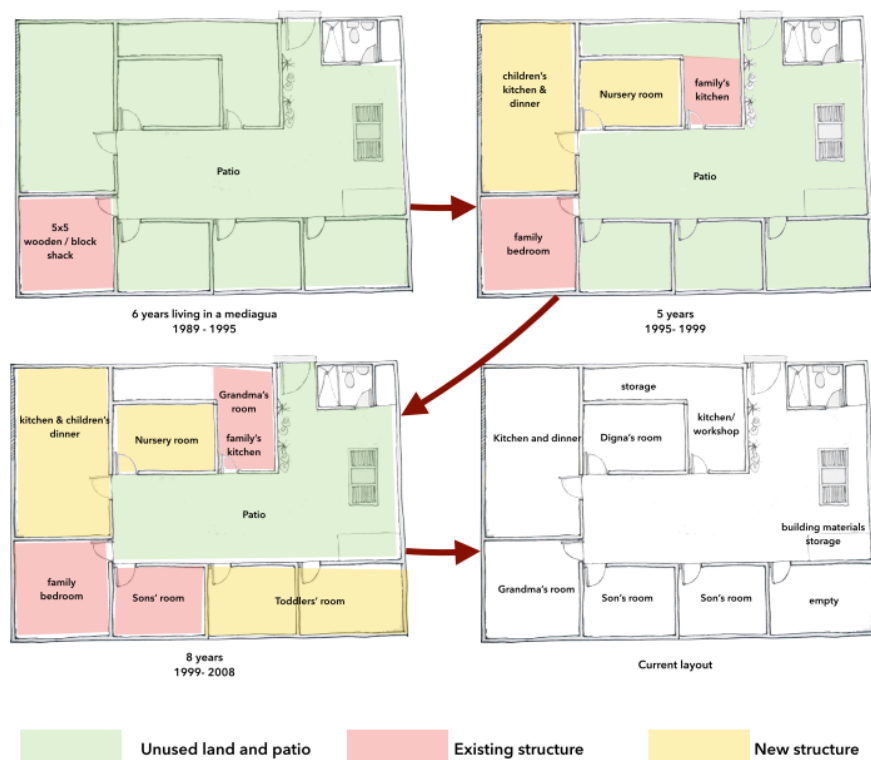 5x5
wooden / block
shack
Patio
6 years living in a mediagua
1989 - 1995
children's
kitchen &
dinner
Nursery room
family's
kitchen
Patio
family
bedroom
5 years
1995-1999
kitchen & children's
dinner
Nursery room
Grandma's
room
family's
kitchen
Patio
family
bedroom
Sons' room
Toddlers' room
8 years
1999- 2008
storage
Kitchen and dinner
Digna's room
kitchen/
workshop
building materials
storage
Grandma's room
Son's room
Son's room
empty
Current layout
Unused land and patio
Existing structure
New structure